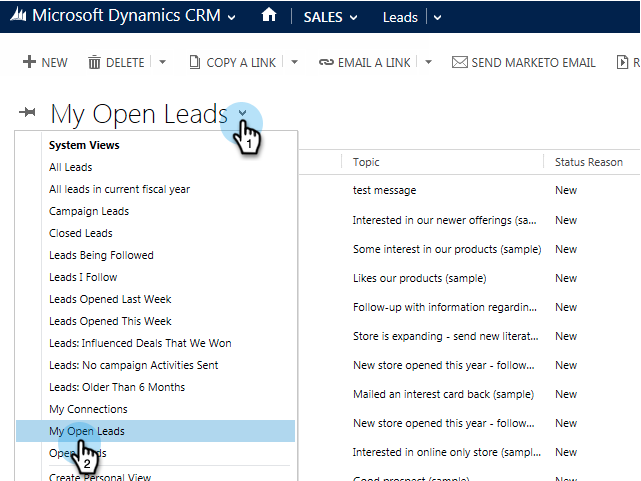 Microsoft Dynamics CRM SALES Leads
NEW DELETE COPY A LINK EMAIL A LINK SEND MARKETO EMAIL R
My Open Leads
1
System Views
All Leads
All leads in current fiscal year
Campaign Leads
Closed Leads
Leads Being Followed
Leads I Follow
Leads Opened Last Week
Leads Opened This Week
Leads: Influenced Deals That We Won
Leads: No campaign Activities Sent
Leads: Older Than 6 Months
My Connections
My Open Leads
2
Create Personal View
Topic Status Reason
test message New
Interested in our newer offerings (sa... New
Some interest in our products (sample) New
Likes our products (sample) New
Follow-up with information regardin... New
Store is expanding - send new literat... New
New store opened this year - follow... New
Mailed an interest card back (sample) New
New store opened this year - follow... New
Interested in online only store (sampl... New
Good prospect (sample) New